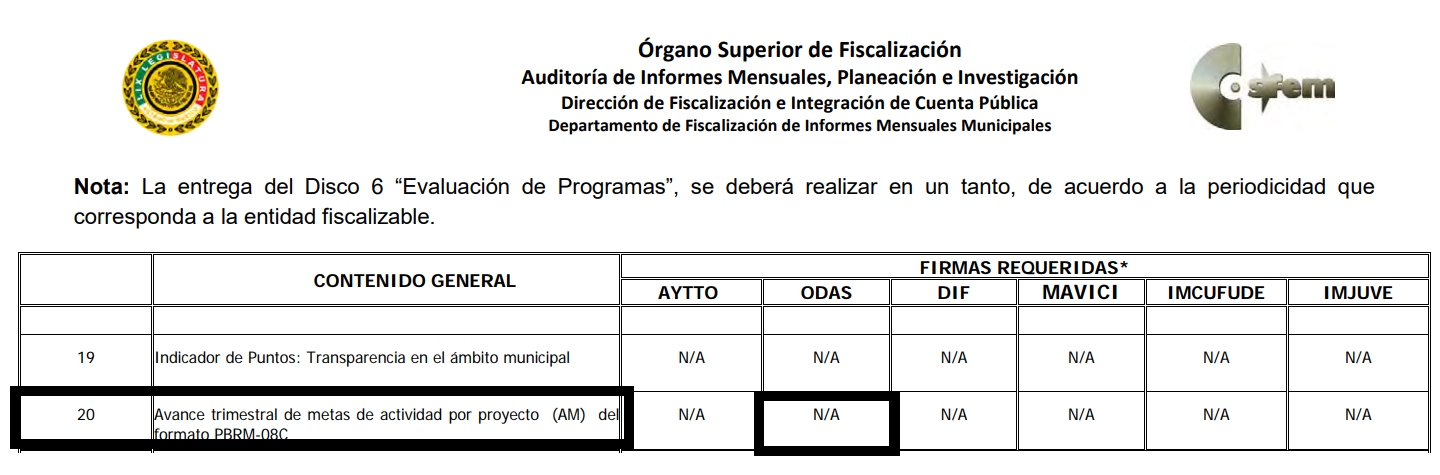 Órgano Superior de Fiscalización
Auditoría de Informes Mensuales, Planeación e Investigación
Dirección de Fiscalización e Integración de Cuenta Pública
Departamento de Fiscalización de Informes Mensuales Municipales
LIX LEGISLATURA
osfem
Nota: La entrega del Disco 6 “Evaluación de Programas”, se deberá realizar en un tanto, de acuerdo a la periodicidad que
corresponda a la entidad fiscalizable.
CONTENIDO GENERAL FIRMAS REQUERIDAS*
AYTTO ODAS DIF MAVICI IMCUFUDE IMJUVE
19 Indicador de Puntos: Transparencia en el ámbito municipal N/A N/A N/A N/A N/A N/A
20 Avance trimestral de metas de actividad por proyecto (AM) del N/A N/A N/A N/A N/A N/A
formato PBRM-08C